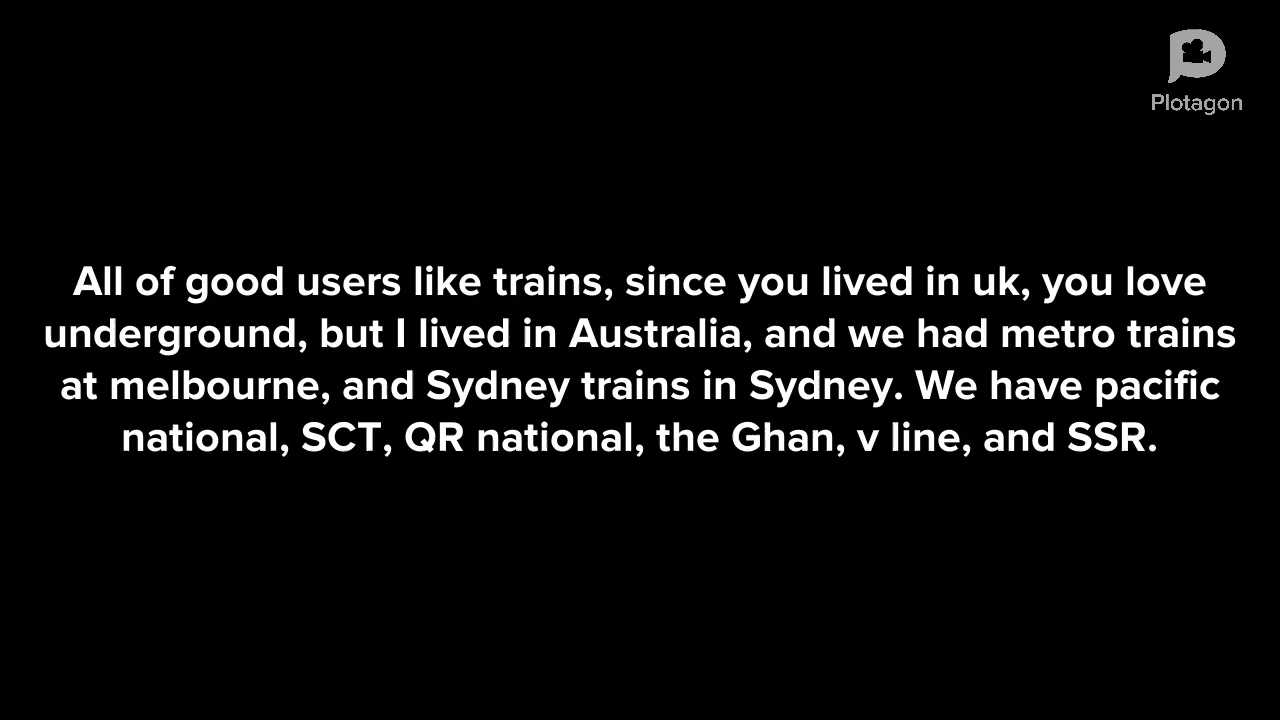 Plotagon
All of good users like trains, since you lived in uk, you love
underground, but I lived in Australia, and we had metro trains
at melbourne, and Sydney trains in Sydney. We have pacific
national, SCT, QR national, the Ghan, v line, and SSR.